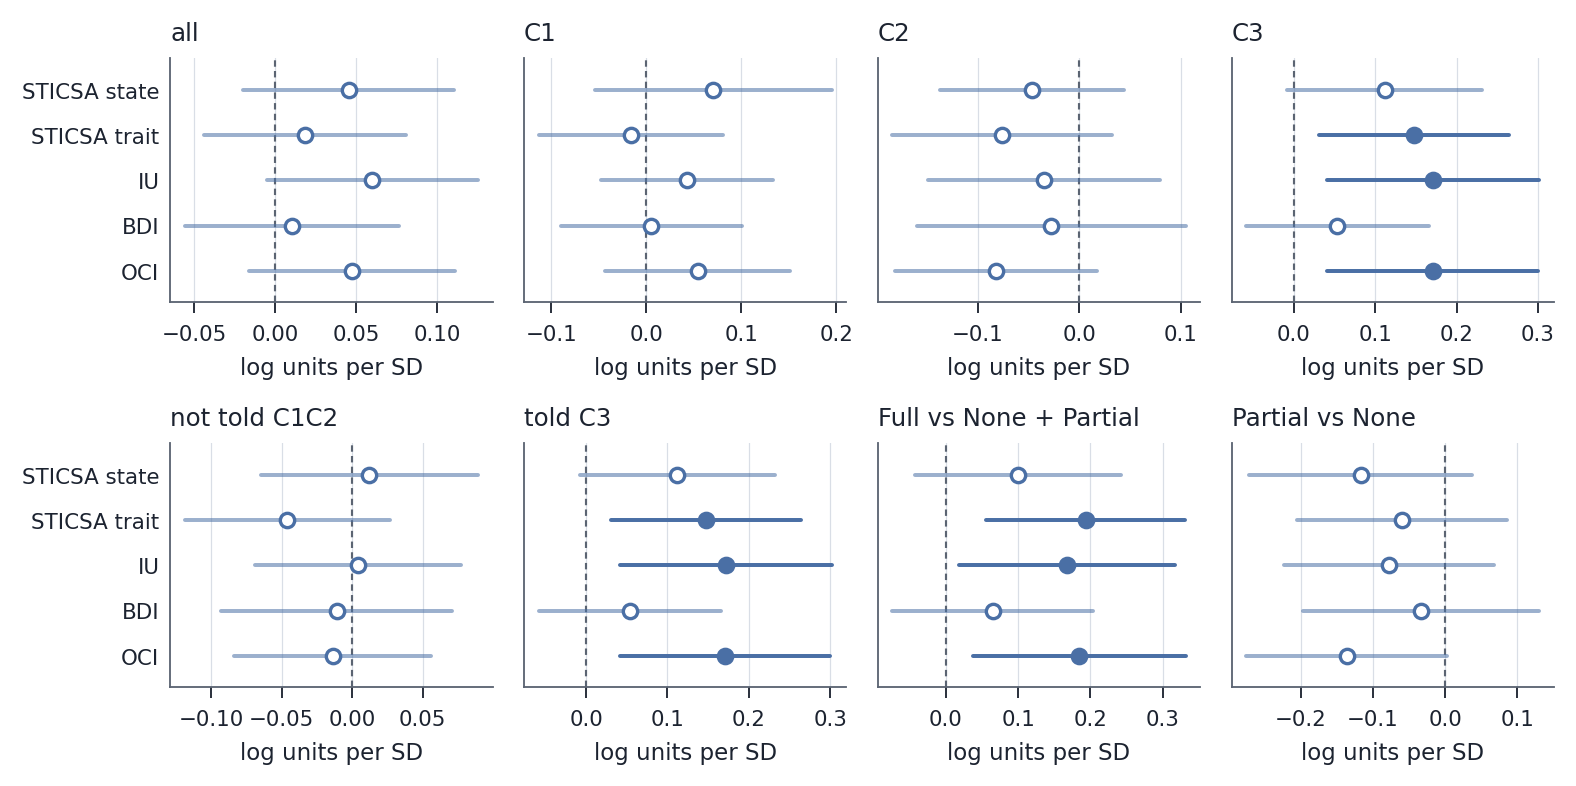 all
C1
C2
C3
STICSA state
STICSA trait
IU
BDI
OCI
−0.05 0.00 0.05 0.10
−0.1 0.0 0.1 0.2
−0.1 0.0 0.1
0.0 0.1 0.2 0.3
log units per SD
log units per SD
log units per SD
log units per SD
not told C1C2
told C3
Full vs None + Partial
Partial vs None
STICSA state
STICSA trait
IU
BDI
OCI
−0.10 −0.05 0.00 0.05
0.0 0.1 0.2 0.3
0.0 0.1 0.2 0.3
−0.2 −0.1 0.0 0.1
log units per SD
log units per SD
log units per SD
log units per SD